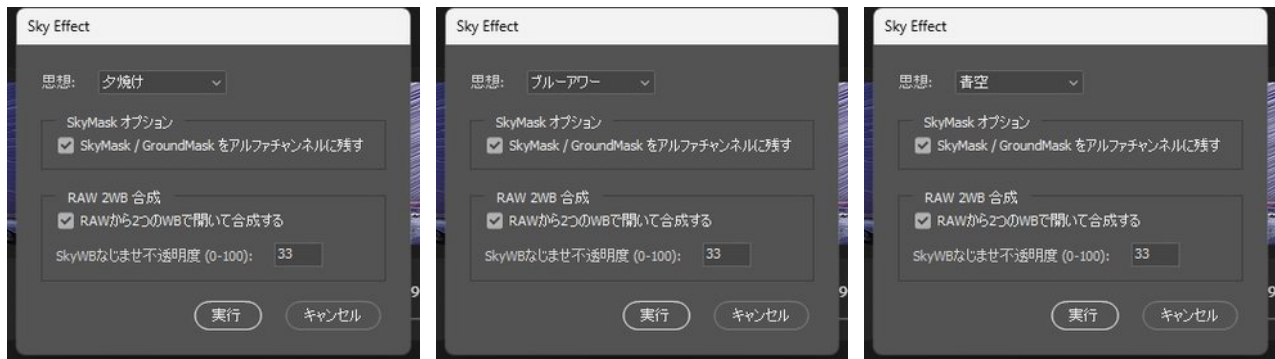 Sky Effect
思想: 夕焼け
SkyMask オプション
SkyMask / GroundMask をアルファチャンネルに残す
RAW 2WB 合成
RAWから2つのWBで開いて合成する
SkyWBなじませ不透明度 (0-100): 33
実行 キャンセル
9
Sky Effect
思想: ブルーアワー
SkyMask オプション
SkyMask / GroundMask をアルファチャンネルに残す
RAW 2WB 合成
RAWから2つのWBで開いて合成する
SkyWBなじませ不透明度 (0-100): 33
実行 キャンセル
9
Sky Effect
思想: 青空
SkyMask オプション
SkyMask / GroundMask をアルファチャンネルに残す
RAW 2WB 合成
RAWから2つのWBで開いて合成する
SkyWBなじませ不透明度 (0-100): 33
実行 キャンセル
9